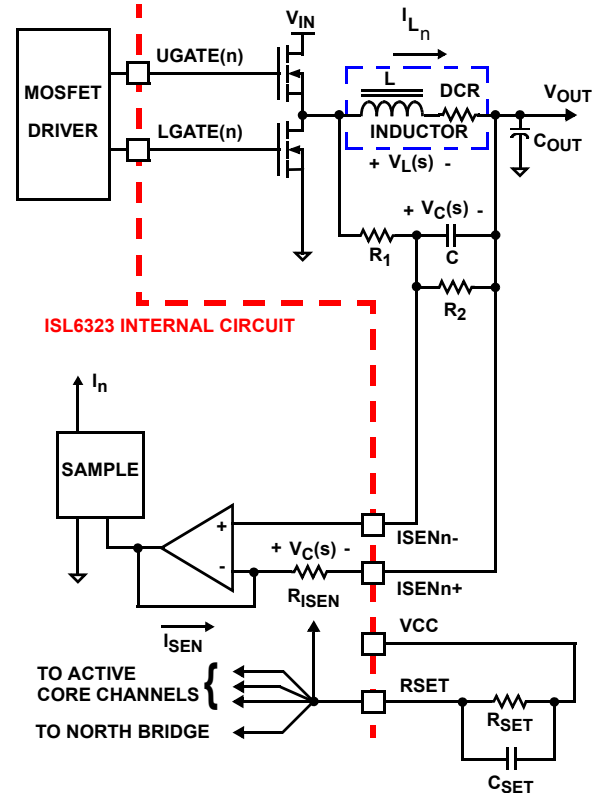 V_IN
I_Ln
UGATE(n)
MOSFET
DRIVER
L
DCR
V_OUT
LGATE(n)
INDUCTOR
C_OUT
+ V_L(s) -
+ V_C(s) -
R_1
C
R_2
ISL6323 INTERNAL CIRCUIT
I_n
SAMPLE
+
-
+ V_C(s) -
ISENn-
R_ISEN
ISENn+
I_SEN
VCC
TO ACTIVE
CORE CHANNELS {
RSET
R_SET
TO NORTH BRIDGE
C_SET